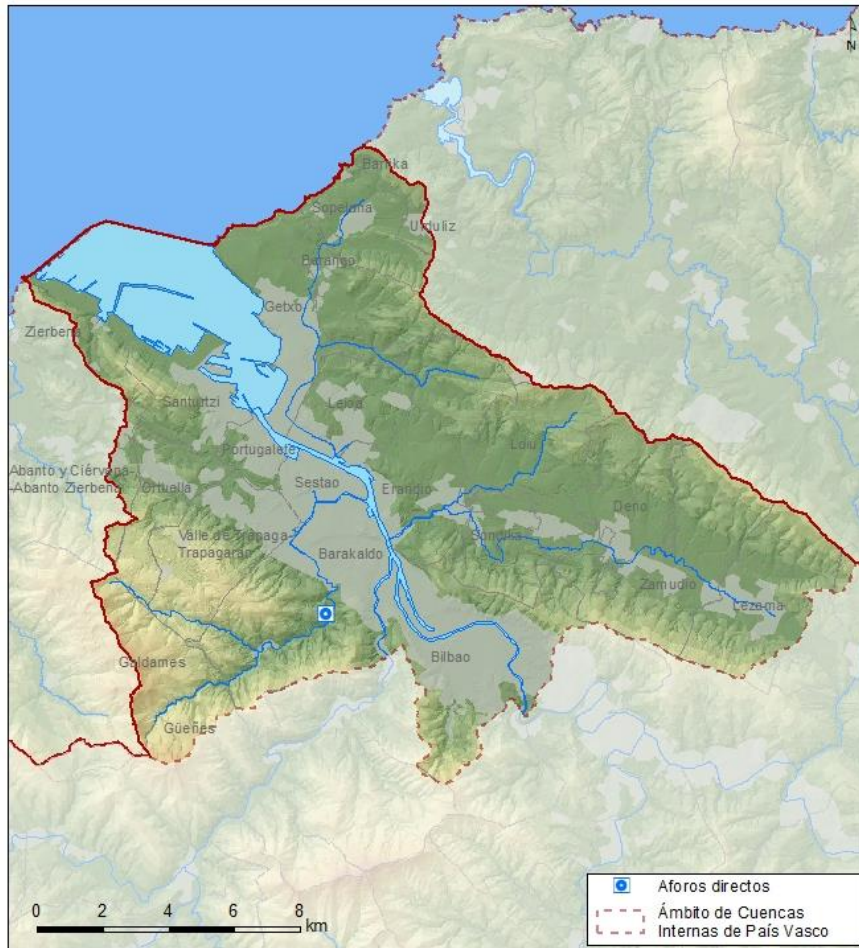 N
Barrika
Sopelana
Urduliz
Berango
Getxo
Zierbena
Santurtzi
Leioa
Loiu
Portugalete
Abanto y Ciérvena-
-Abanto Zierbena
Ortuella
Sestao
Erandio
Derio
Valle de Trápaga-
Trapagaran
Sondika
Barakaldo
Zamudio
Lezama
Bilbao
Galdames
Güeñes
0 2 4 6 8
km
Aforos directos
Ámbito de Cuencas
Internas de País Vasco